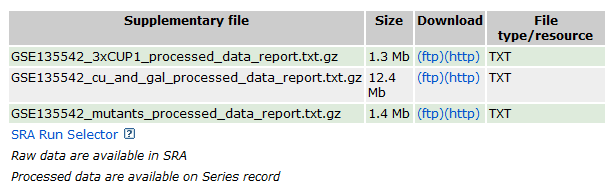 Supplementary file Size Download File type/resource
GSE135542_3xCUP1_processed_data_report.txt.gz 1.3 Mb (ftp)(http) TXT
GSE135542_cu_and_gal_processed_data_report.txt.gz 12.4 Mb (ftp)(http) TXT
GSE135542_mutants_processed_data_report.txt.gz 1.4 Mb (ftp)(http) TXT
SRA Run Selector ?
Raw data are available in SRA
Processed data are available on Series record